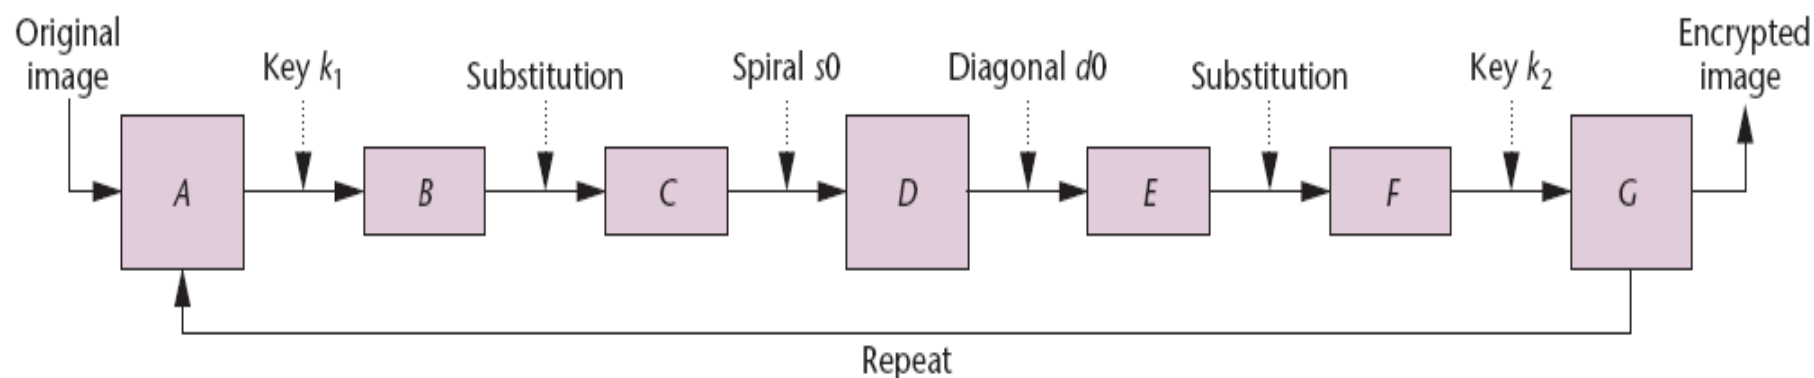 Original
image
Key k1
Substitution
Spiral s0
Diagonal d0
Substitution
Key k2
Encrypted
image
A
B
C
D
E
F
G
Repeat